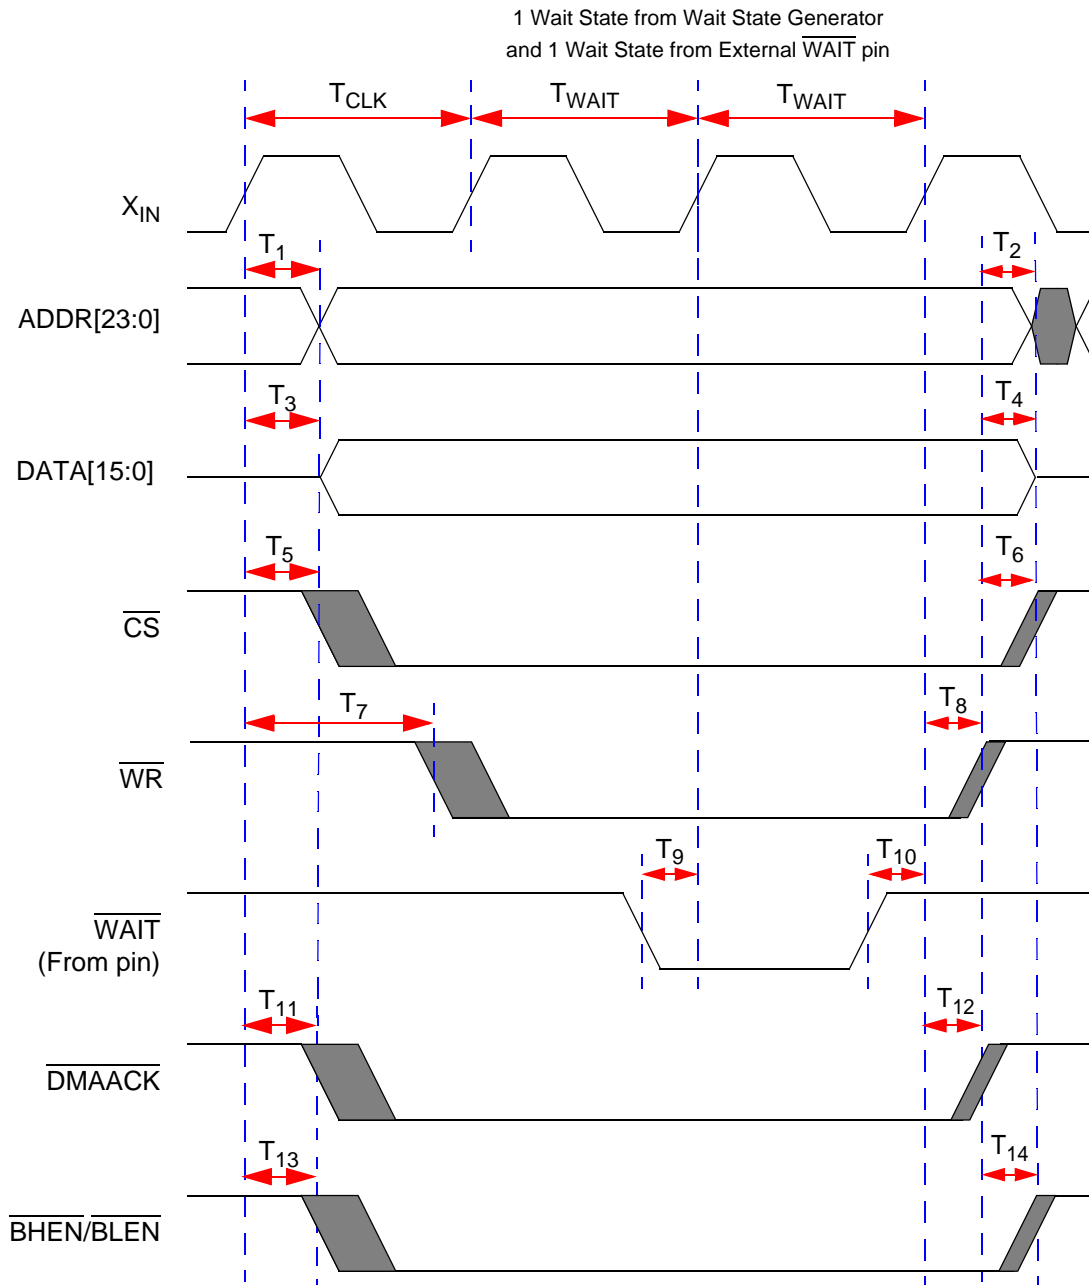 1 Wait State from Wait State Generator
and 1 Wait State from External WAIT pin
TCLK TWAIT TWAIT
XIN
T1 T2
ADDR[23:0]
T3 T4
DATA[15:0]
T5 T6
CS
T7 T8
WR
T9 T10
WAIT
(From pin)
T11 T12
DMAACK
T13 T14
BHEN/BLEN